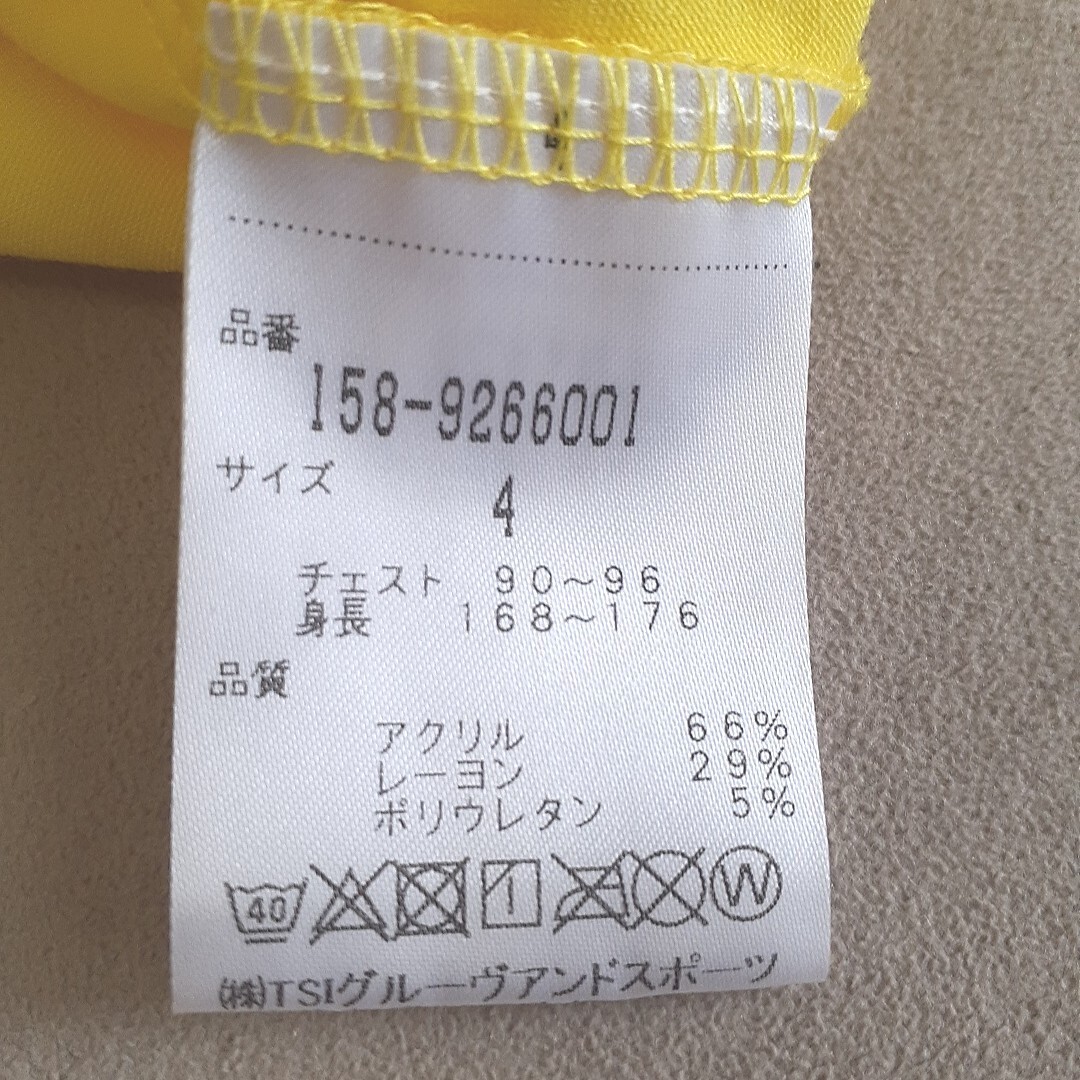 品番
158-9266001
サイズ
4
チェスト 90~96
身長 168~176
品質
アクリル 66%
レーヨン 29%
ポリウレタン 5%
40 W
㈱TSIグルーヴアンドスポーツ